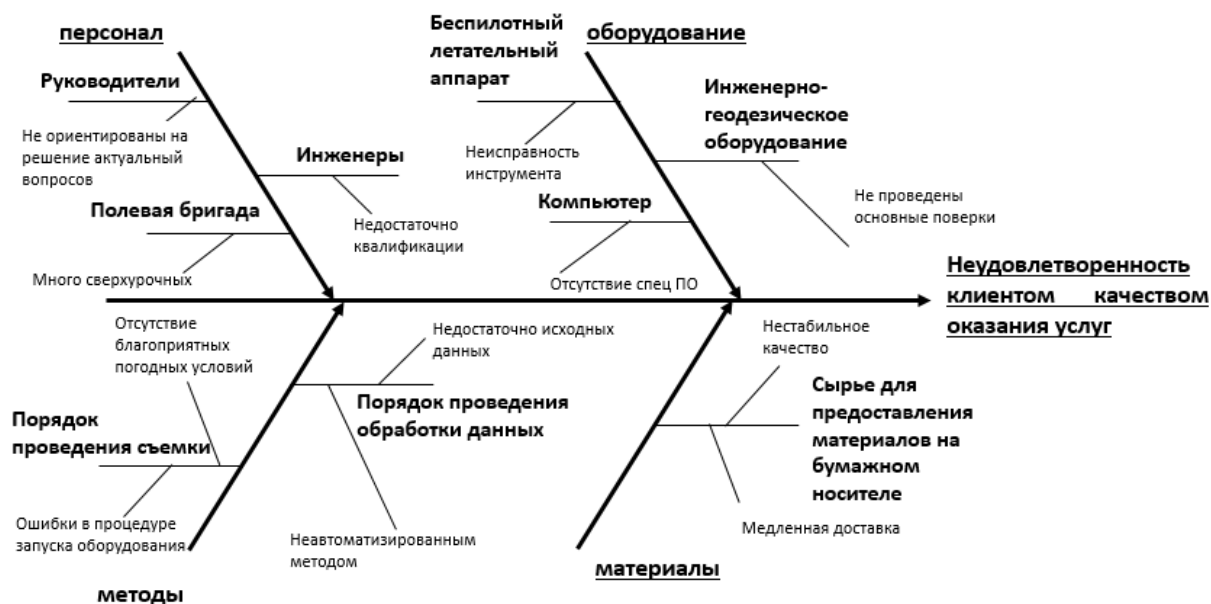 персонал
Руководители
Не ориентированы на
решение актуальный
вопросов
Инженеры
Недостаточно
квалификации
Полевая бригада
Много сверхурочных
Беспилотный
летательный
аппарат
Неисправность
инструмента
оборудование
Инженерно-
геодезическое
оборудование
Не проведены
основные поверки
Компьютер
Отсутствие спец ПО
Неудовлетворенность
клиентом качеством
оказания услуг
Отсутствие
благоприятных
погодных условий
Порядок
проведения съемки
Ошибки в процедуре
запуска оборудования
методы
Недостаточно исходных
данных
Порядок проведения
обработки данных
Неавтоматизированным
методом
Нестабильное
качество
Сырье для
предоставления
материалов на
бумажном
носителе
Медленная доставка
материалы